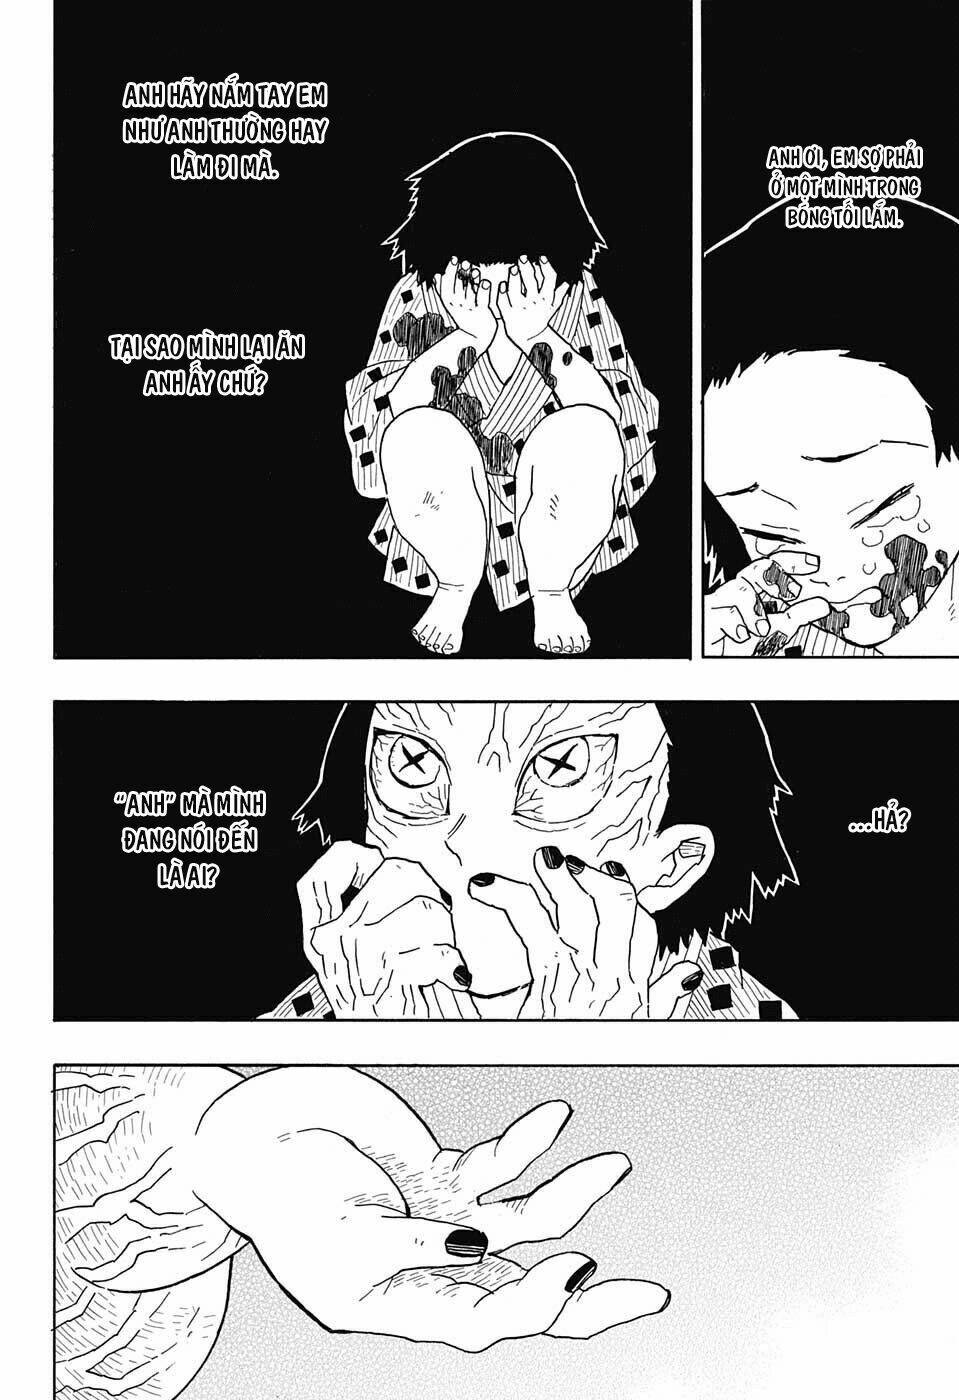 ANH ƠI, EM SỢ PHẢI
Ở MỘT MÌNH TRONG
BÓNG TỐI LẮM.
ANH HÃY NẮM TAY EM
NHƯ ANH THƯỜNG HAY
LÀM ĐI MÀ.
TẠI SAO MÌNH LẠI ĂN
ANH ẤY CHỨ?
...HẢ?
"ANH" MÀ MÌNH
ĐANG NÓI ĐẾN
LÀ AI?